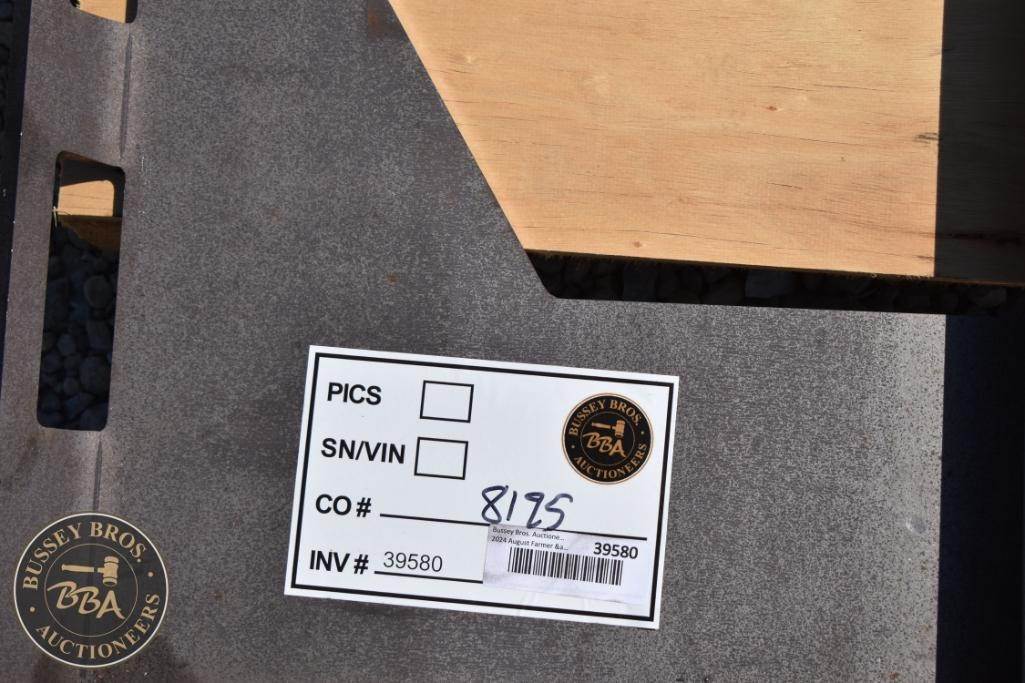 PICS
SN/VIN
CO # 8195
INV # 39580
BUSSEY BROS.
BBA
AUCTIONEERS
Bussey Bros. Auctione...
2024 August Farmer &a...
39580
BUSSEY BROS.
BBA
AUCTIONEERS